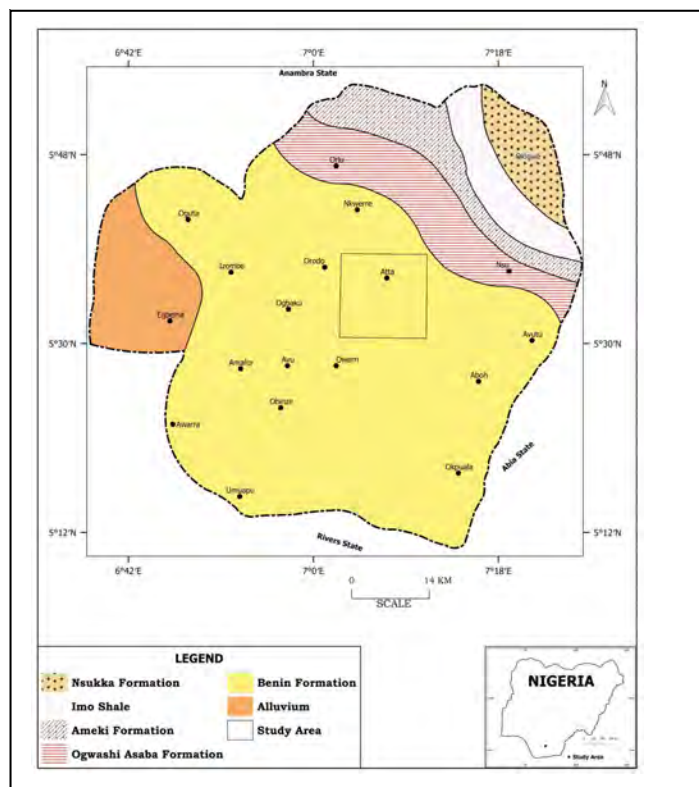 6°42'E 7°0'E 7°18'E
Anambra State
N
5°48'N 5°48'N
Orlu
Nkwerre
Oguta
Orodo
Atta
Nsu
Ogbaku
Egbema
5°30'N 5°30'N
Avutu
Amafor
Avu
Owerri
Aboh
Obinze
Awarra
Abia State
Okpuala
Umuapu
5°12'N 5°12'N
Rivers State
6°42'E 7°0'E 7°18'E
0 14 KM
SCALE
LEGEND
Nsukka Formation
Benin Formation
Imo Shale
Alluvium
Ameki Formation
Study Area
Ogwashi Asaba Formation
NIGERIA
Study Area